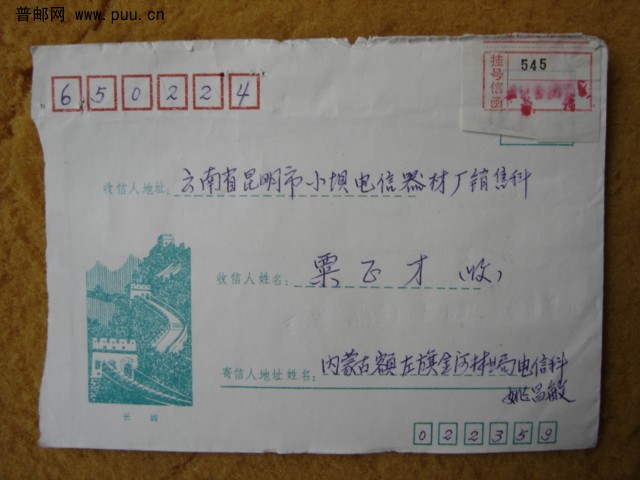 普邮网 www.puu.cn
挂号信函
545
650224
收信人地址: 云南省昆明市小坝电信器材厂销售科
收信人姓名: 粟正才(收)
寄信人地址姓名: 内蒙古额左旗金河林业局电信科
姚昌敏
长城
022359